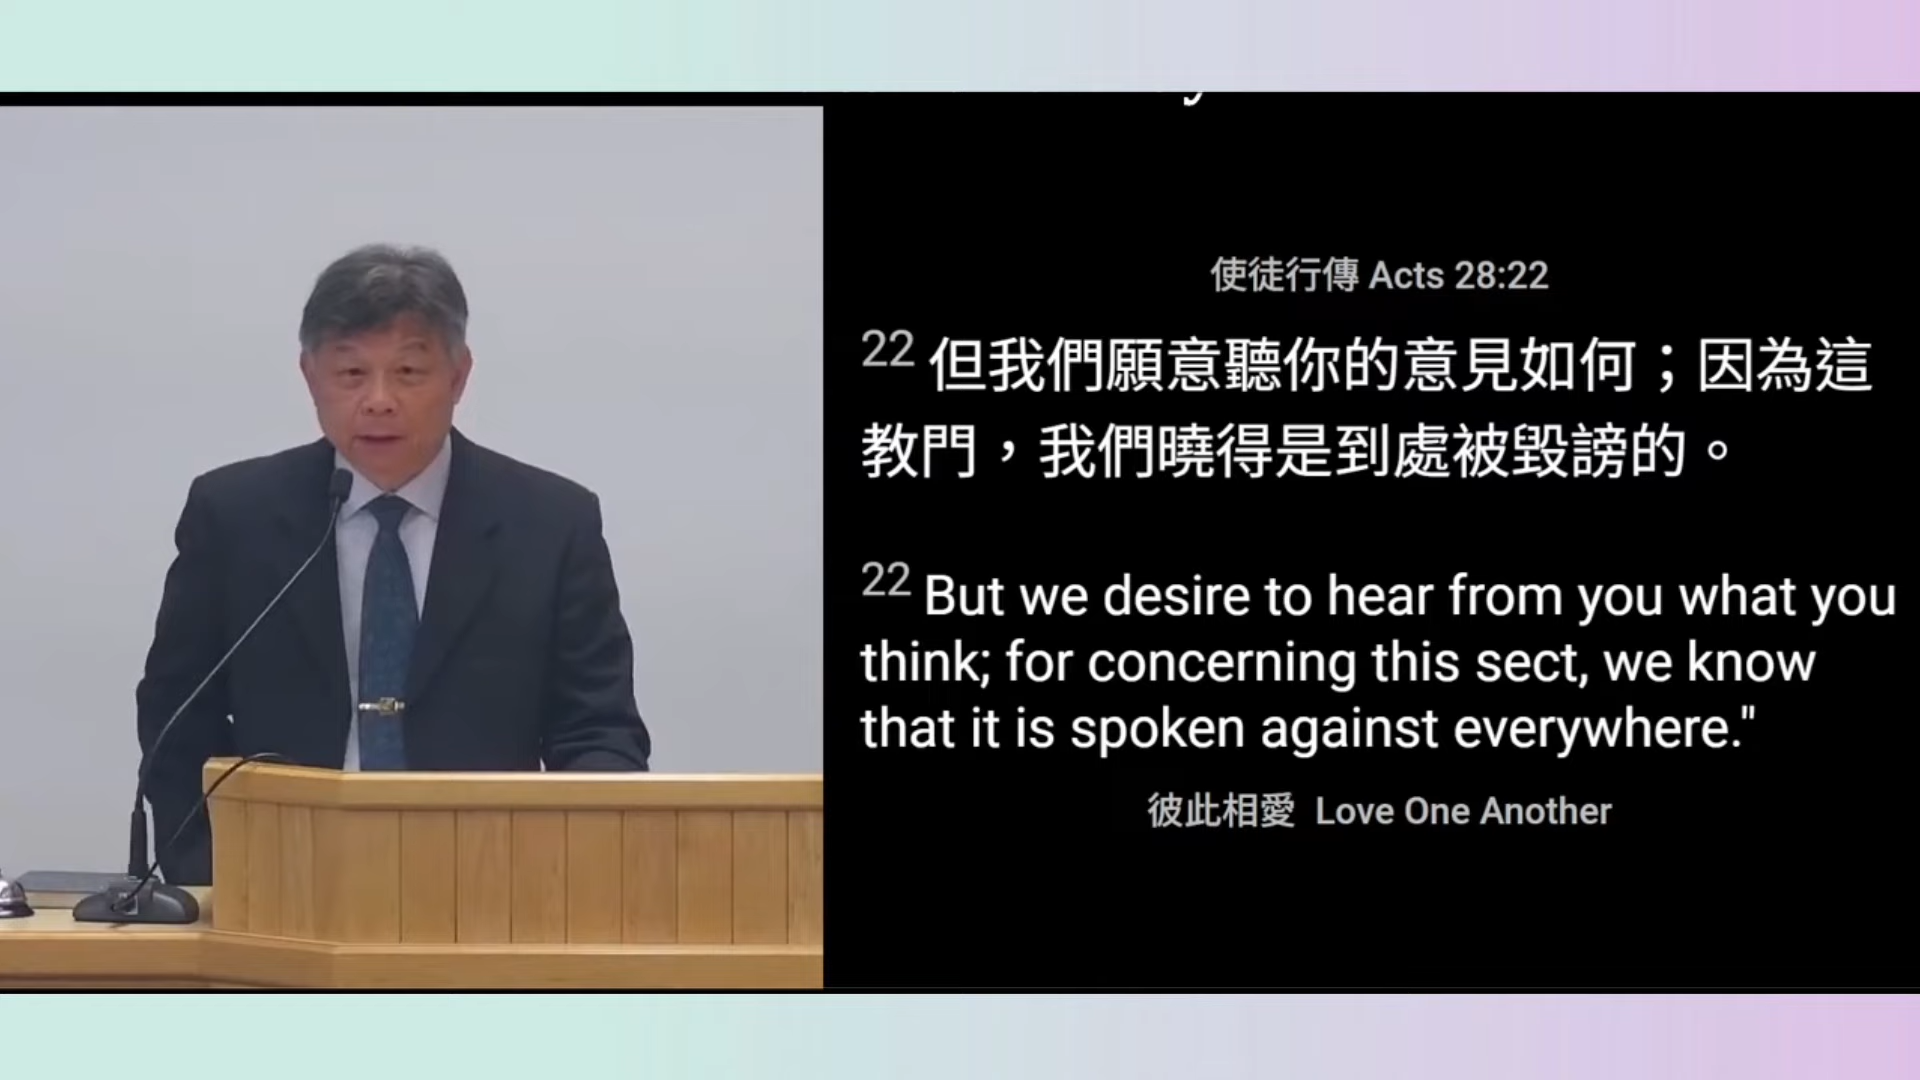 使徒行傳 Acts 28:22
22 但我們願意聽你的意見如何；因為這
教門，我們曉得是到處被毀謗的。
22 But we desire to hear from you what you
think; for concerning this sect, we know
that it is spoken against everywhere."
彼此相愛 Love One Another